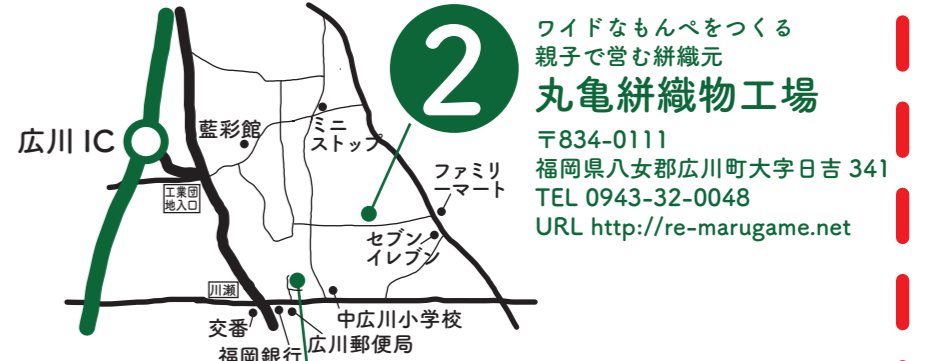 2
ワイドなもんぺをつくる
親子で営む絣織元
丸亀絣織物工場
〒834-0111
福岡県八女郡広川町大字日吉 341
TEL 0943-32-0048
URL http://re-marugame.net
広川 IC
藍彩館
ミニ
ストップ
ファミリ
ーマート
工業団
地入口
セブン
イレブン
川瀬
交番
福岡銀行
広川郵便局
中広川小学校